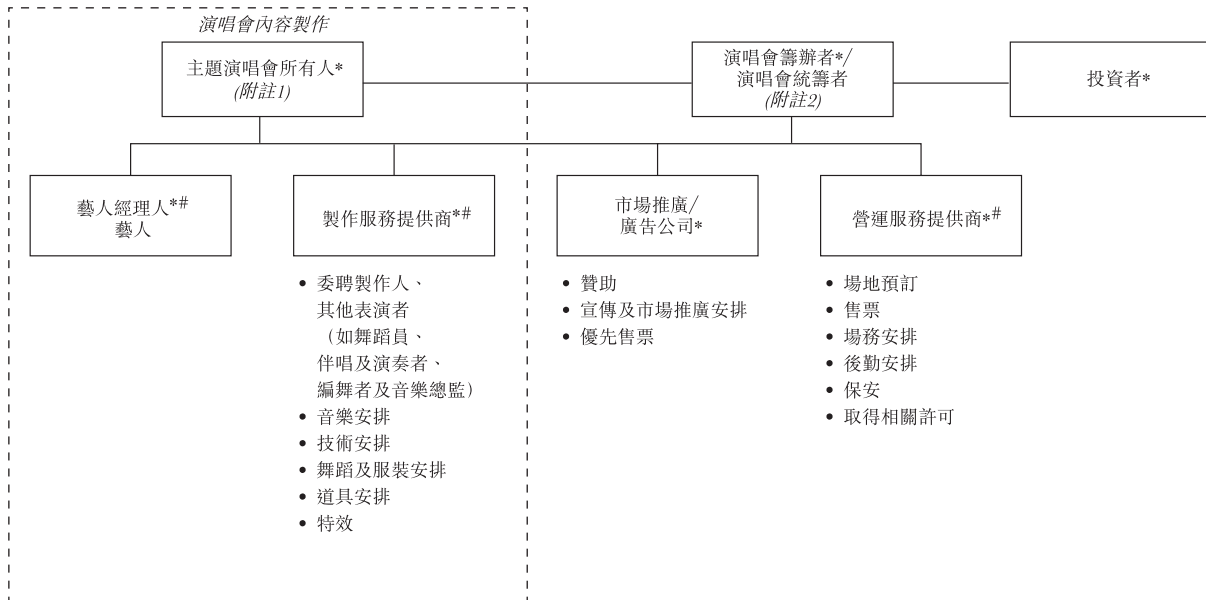 演唱會內容製作
主題演唱會所有人*
(附註1)
演唱會籌辦者*/
演唱會統籌者
(附註2)
投資者*
藝人經理人*#
藝人
製作服務提供商*#
市場推廣/
廣告公司*
營運服務提供商*#
• 委聘製作人、
其他表演者
（如舞蹈員、
伴唱及演奏者、
編舞者及音樂總監）
• 音樂安排
• 技術安排
• 舞蹈及服裝安排
• 道具安排
• 特效
• 贊助
• 宣傳及市場推廣安排
• 優先售票
• 場地預訂
• 售票
• 場務安排
• 後勤安排
• 保安
• 取得相關許可